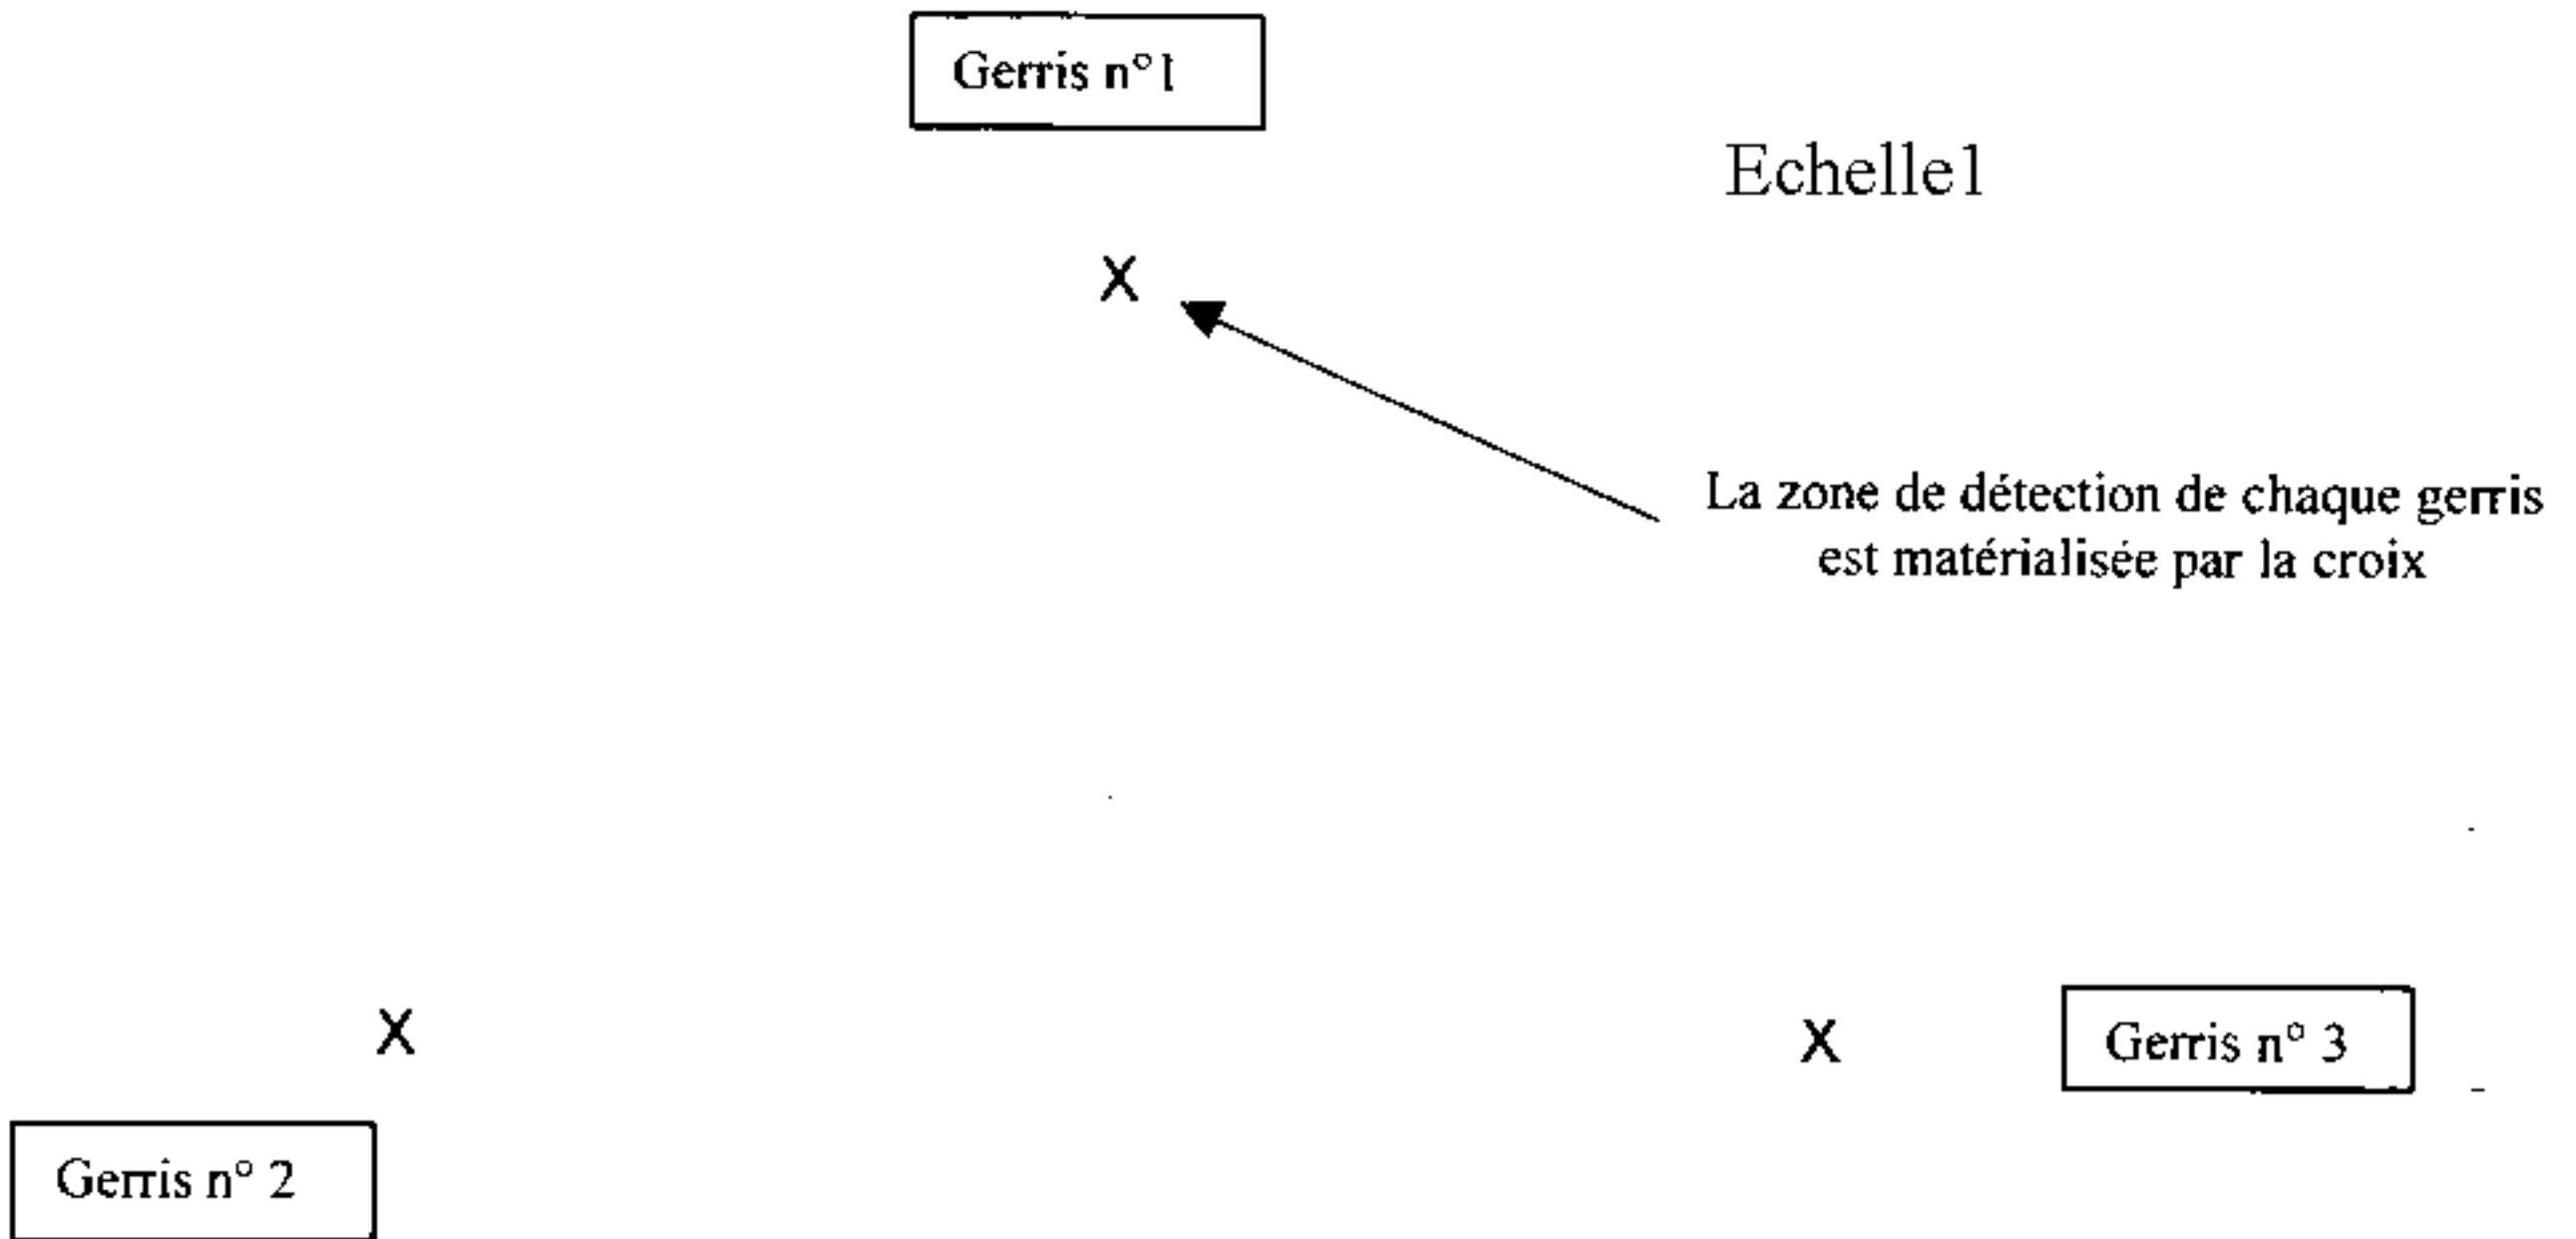 Gerris n°1
Echelle1
X
La zone de détection de chaque gerris
est matérialisée par la croix
X
X
Gerris n° 3
Gerris n° 2